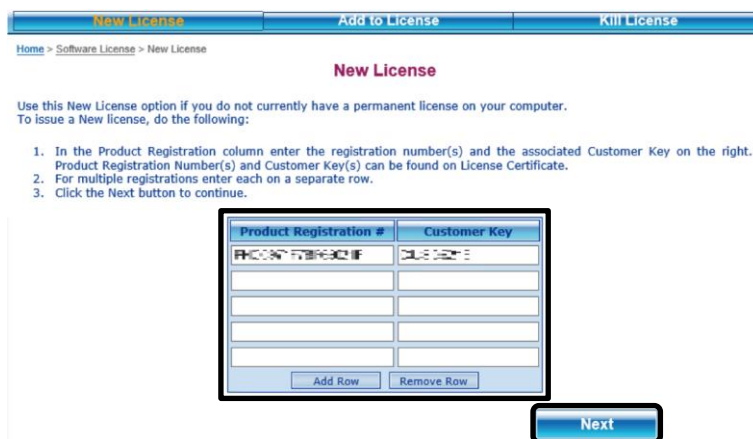 New License Add to License Kill License
Home > Software License > New License
New License
Use this New License option if you do not currently have a permanent license on your computer.
To issue a New license, do the following:
1. In the Product Registration column enter the registration number(s) and the associated Customer Key on the right.
Product Registration Number(s) and Customer Key(s) can be found on License Certificate.
2. For multiple registrations enter each on a separate row.
3. Click the Next button to continue.
Product Registration # Customer Key
Add Row Remove Row
Next